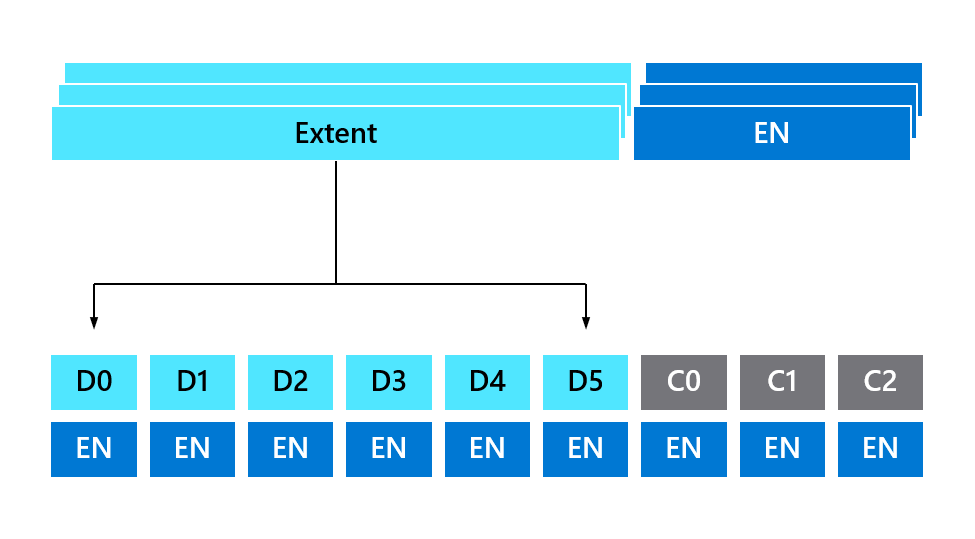 Extent EN
D0 D1 D2 D3 D4 D5 C0 C1 C2
EN EN EN EN EN EN EN EN EN